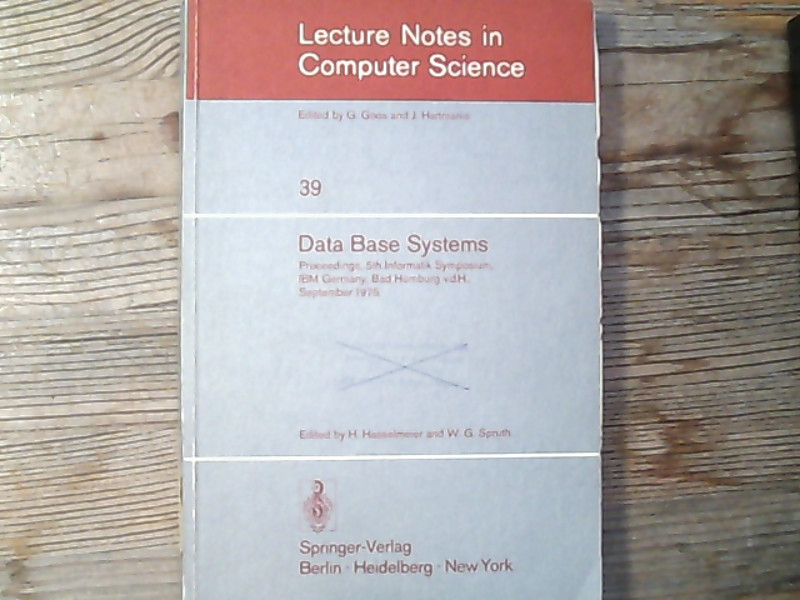 Lecture Notes in
Computer Science
Edited by G. Goos and J. Hartmanis
39
Data Base Systems
Proceedings, 5th Informatik Symposium,
IBM Germany, Bad Homburg v.d.H.,
September 1975
Edited by H. Hasselmeier and W. G. Spruth
Springer-Verlag
Berlin · Heidelberg · New York